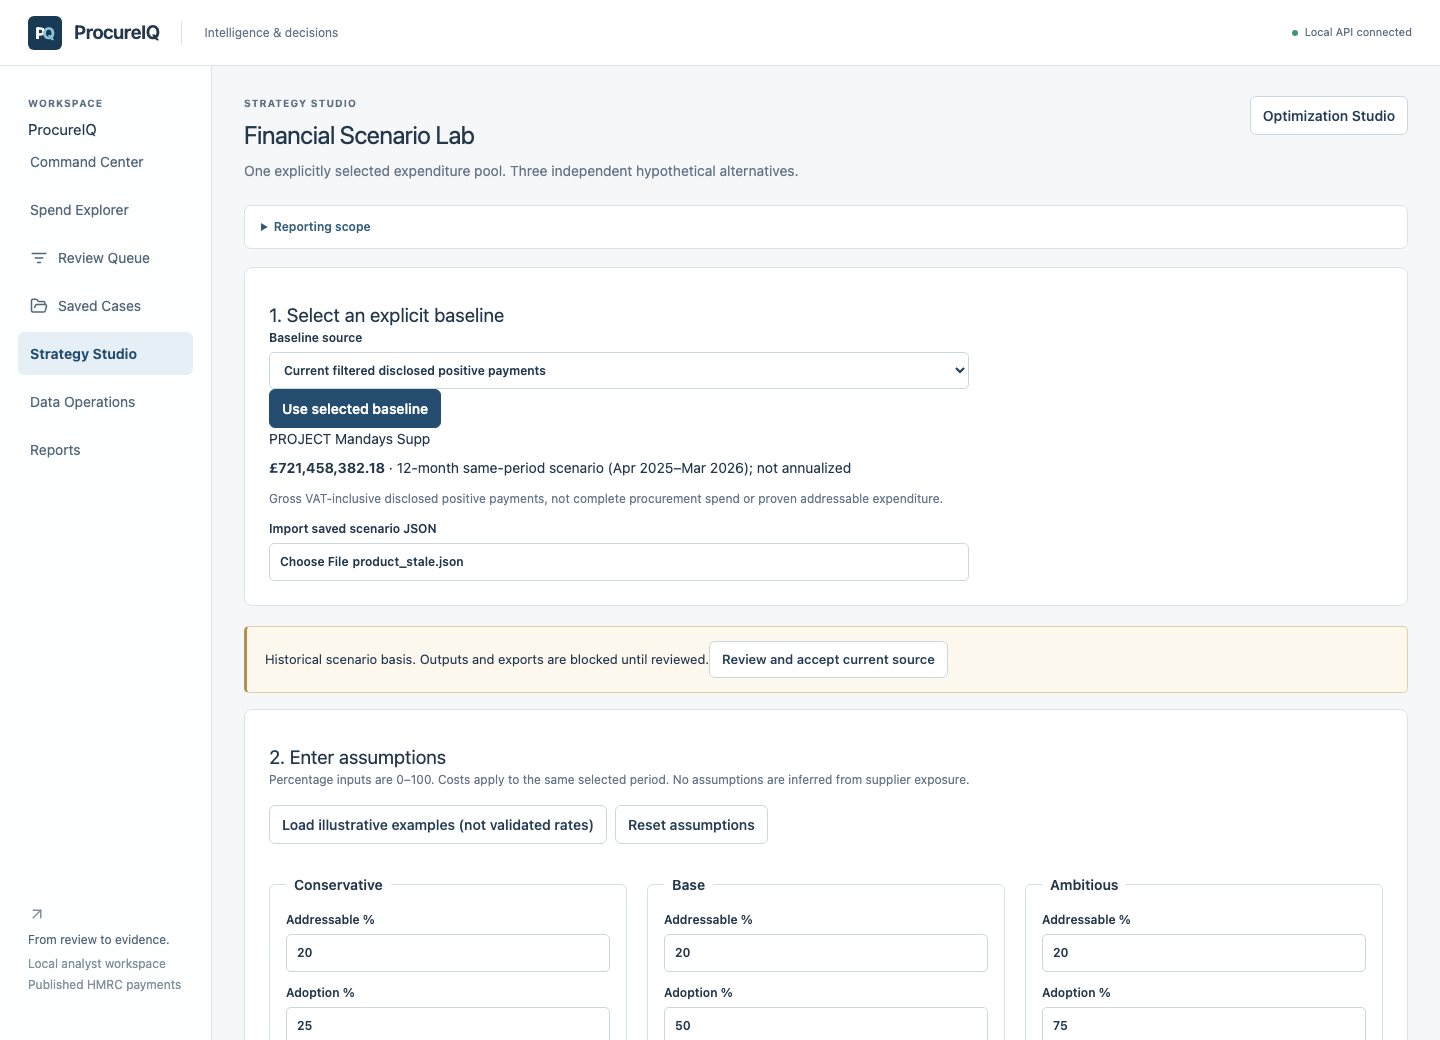 PQ ProcureIQ Intelligence & decisions Local API connected
WORKSPACE
ProcureIQ
Command Center
Spend Explorer
Review Queue
Saved Cases
Strategy Studio
Data Operations
Reports
From review to evidence.
Local analyst workspace
Published HMRC payments
STRATEGY STUDIO
Financial Scenario Lab
One explicitly selected expenditure pool. Three independent hypothetical alternatives.
Optimization Studio
Reporting scope
1. Select an explicit baseline
Baseline source
Current filtered disclosed positive payments
Use selected baseline
PROJECT Mandays Supp
£721,458,382.18 · 12-month same-period scenario (Apr 2025–Mar 2026); not annualized
Gross VAT-inclusive disclosed positive payments, not complete procurement spend or proven addressable expenditure.
Import saved scenario JSON
Choose File product_stale.json
Historical scenario basis. Outputs and exports are blocked until reviewed. Review and accept current source
2. Enter assumptions
Percentage inputs are 0–100. Costs apply to the same selected period. No assumptions are inferred from supplier exposure.
Load illustrative examples (not validated rates) Reset assumptions
Conservative
Addressable %
20
Adoption %
25
Base
Addressable %
20
Adoption %
50
Ambitious
Addressable %
20
Adoption %
75